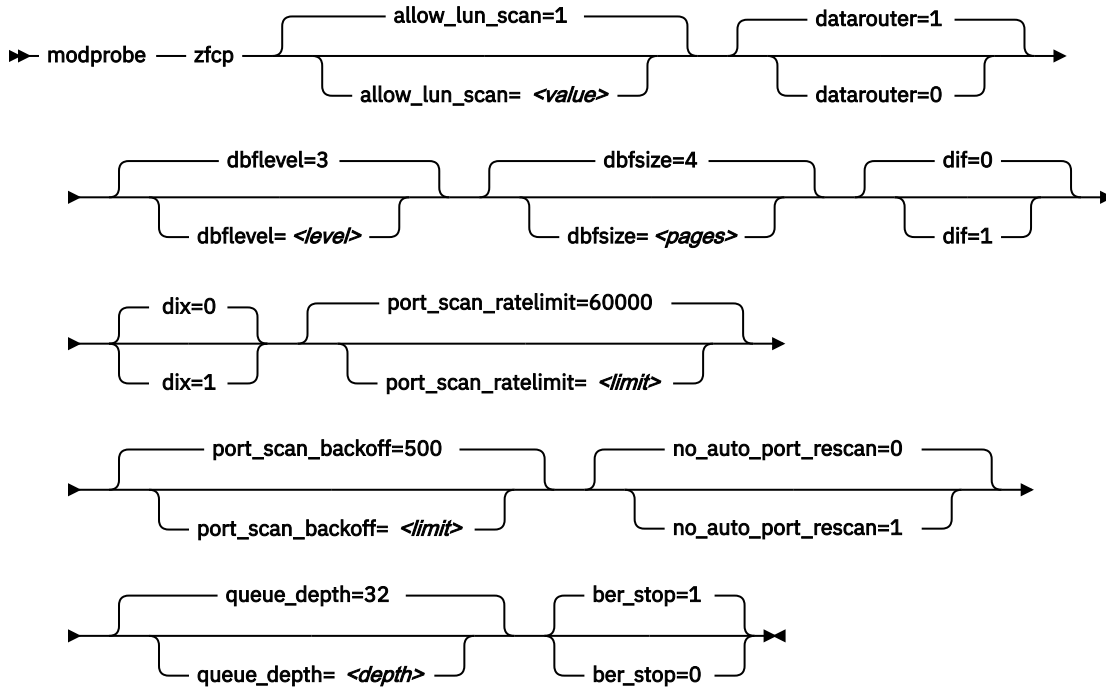 allow_lun_scan=1 datarouter=1
modprobe zfcp
allow_lun_scan= <value> datarouter=0
dbflevel=3 dbfsize=4 dif=0
dbflevel= <level> dbfsize= <pages> dif=1
dix=0 port_scan_ratelimit=60000
dix=1 port_scan_ratelimit= <limit>
port_scan_backoff=500 no_auto_port_rescan=0
port_scan_backoff= <limit> no_auto_port_rescan=1
queue_depth=32 ber_stop=1
queue_depth= <depth> ber_stop=0